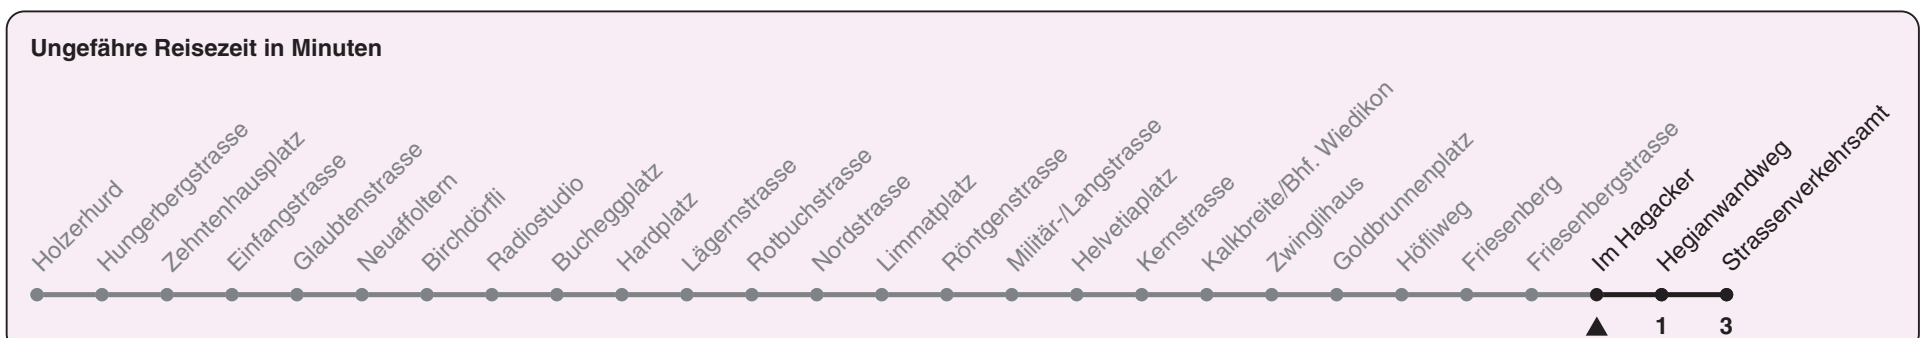 Ungefähre Reisezeit in Minuten
Holzerhurd
Hungerbergstrasse
Zehntenhausplatz
Einfangstrasse
Glaubtenstrasse
Neuaffoltern
Birchdörfli
Radiostudio
Bucheggplatz
Hardplatz
Lägernstrasse
Rotbuchstrasse
Nordstrasse
Limmatplatz
Röntgenstrasse
Militär-/Langstrasse
Helvetiaplatz
Kernstrasse
Kalkbreite/Bhf. Wiedikon
Zwinglihaus
Goldbrunnenplatz
Höfliweg
Friesenberg
Friesenbergstrasse
Im Hagacker
Hegianwandweg
Strassenverkehrsamt
1 3